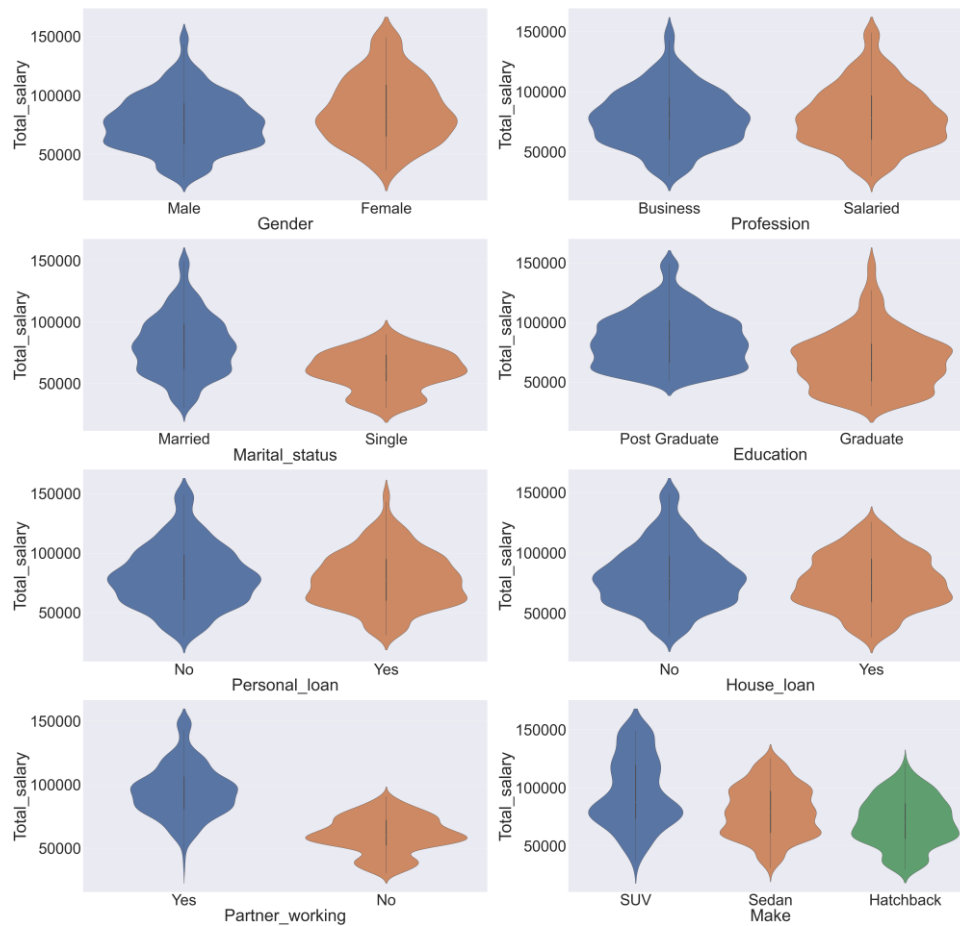 Total_salary
150000
100000
50000
Male Female
Gender
Total_salary
150000
100000
50000
Business Salaried
Profession
Total_salary
150000
100000
50000
Married Single
Marital_status
Total_salary
150000
100000
50000
Post Graduate Graduate
Education
Total_salary
150000
100000
50000
No Yes
Personal_loan
Total_salary
150000
100000
50000
No Yes
House_loan
Total_salary
150000
100000
50000
Yes No
Partner_working
Total_salary
150000
100000
50000
SUV Sedan Hatchback
Make